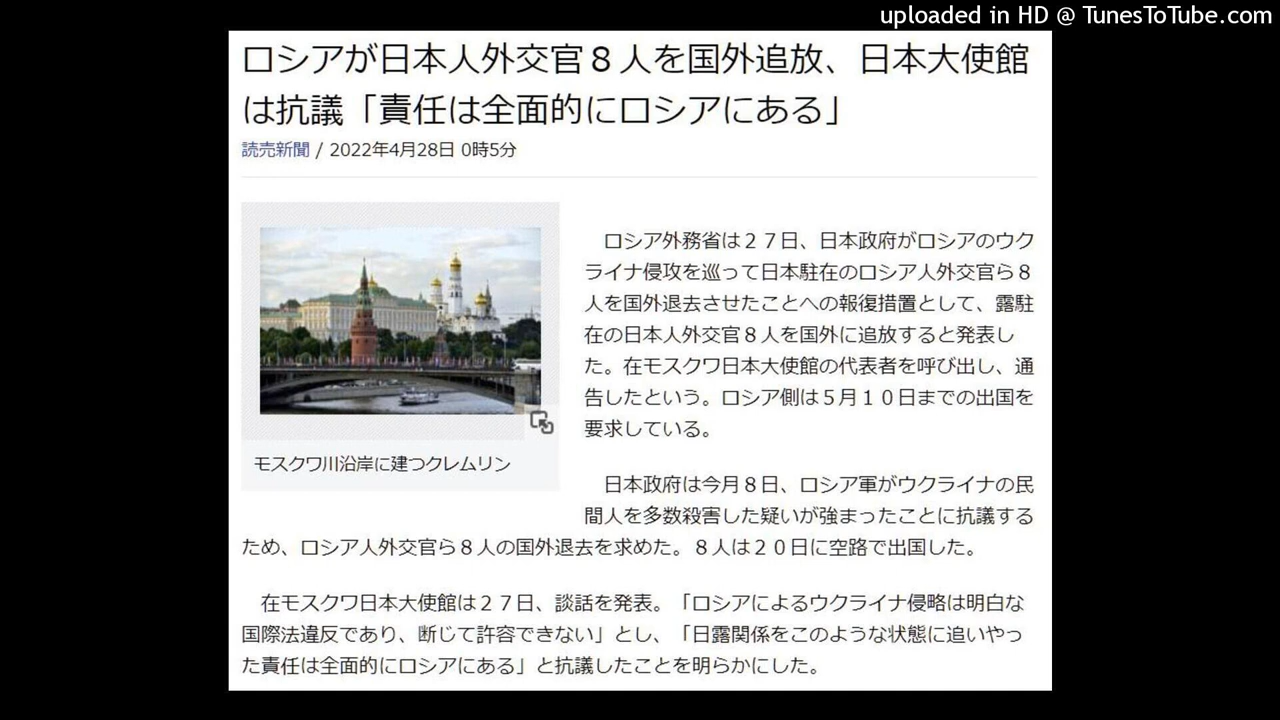 uploaded in HD @ TunesToTube.com
ロシアが日本人外交官８人を国外追放、日本大使館
は抗議「責任は全面的にロシアにある」
読売新聞 / 2022年4月28日 0時5分
ロシア外務省は２７日、日本政府がロシアのウク
ライナ侵攻を巡って日本駐在のロシア人外交官ら８
人を国外退去させたことへの報復措置として、露駐
在の日本人外交官８人を国外に追放すると発表し
た。在モスクワ日本大使館の代表者を呼び出し、通
告したという。ロシア側は５月１０日までの出国を
要求している。
モスクワ川沿岸に建つクレムリン
日本政府は今月８日、ロシア軍がウクライナの民
間人を多数殺害した疑いが強まったことに抗議する
ため、ロシア人外交官ら８人の国外退去を求めた。８人は２０日に空路で出国した。
在モスクワ日本大使館は２７日、談話を発表。「ロシアによるウクライナ侵略は明白な
国際法違反であり、断じて許容できない」とし、「日露関係をこのような状態に追いやっ
た責任は全面的にロシアにある」と抗議したことを明らかにした。